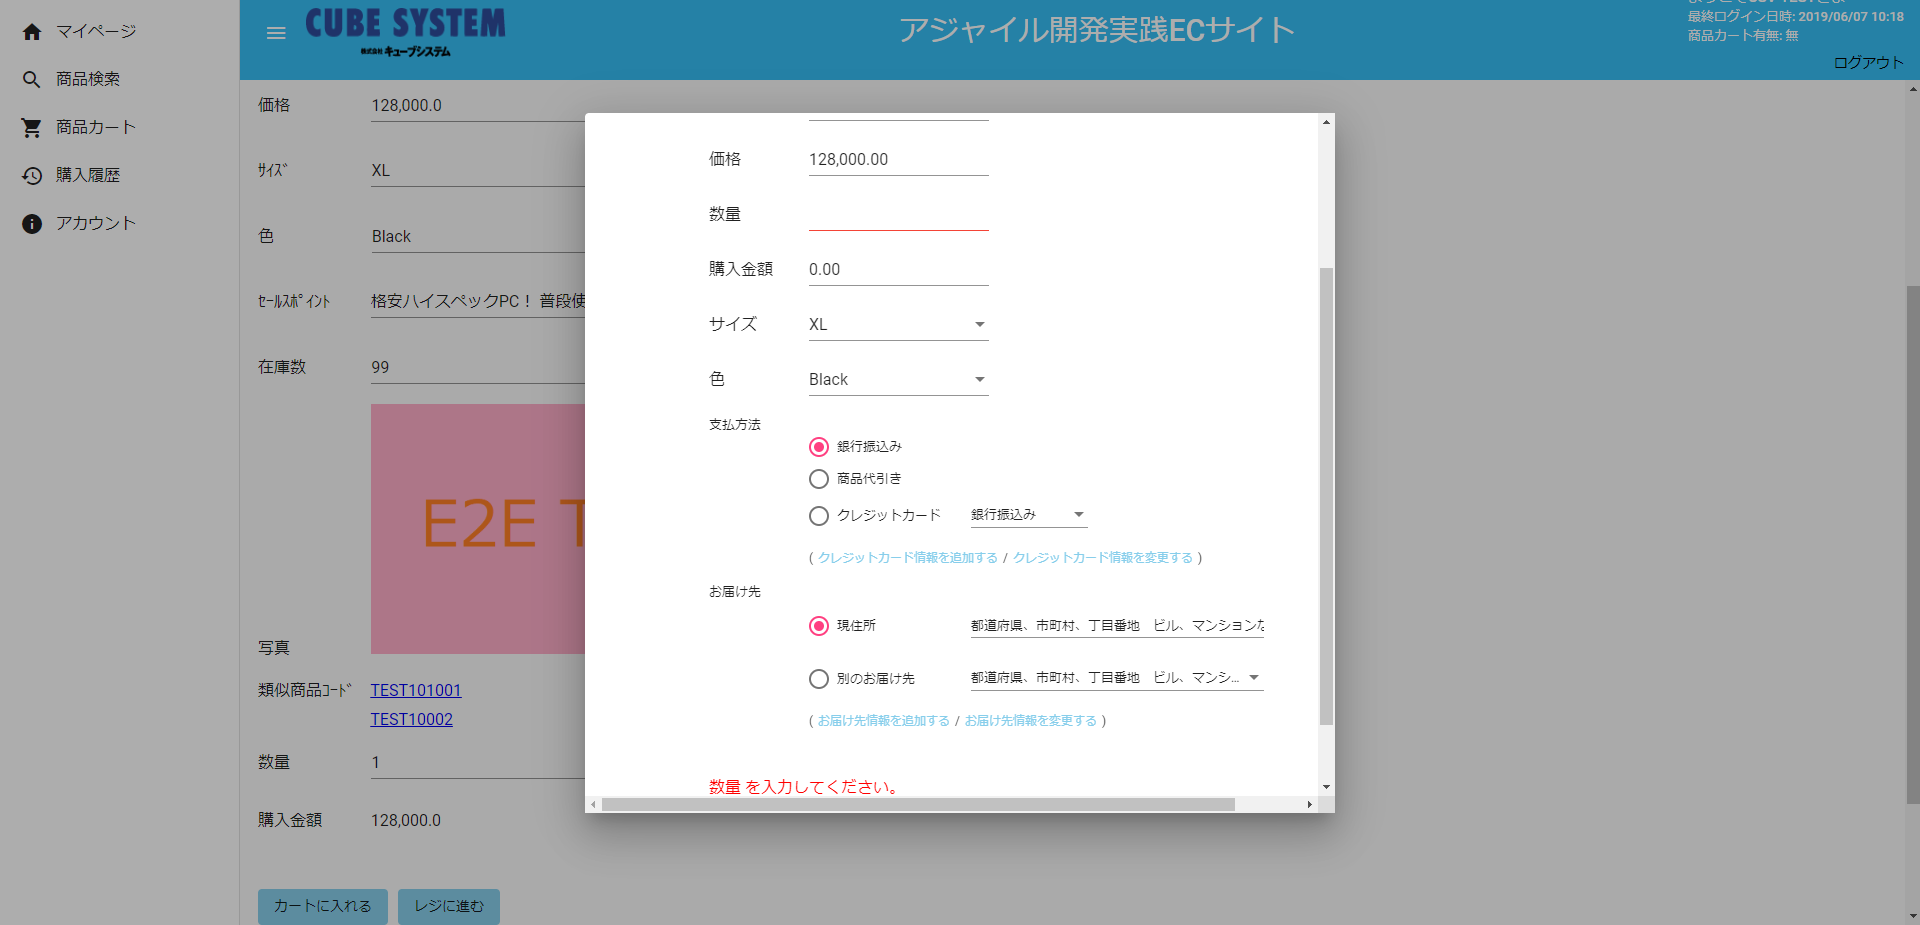 マイページ
商品検索
商品カート
購入履歴
アカウント
CUBE SYSTEM
株式会社 キューブシステム
アジャイル開発実践ECサイト
最終ログイン日時: 2019/06/07 10:18
商品カート有無: 無
ログアウト
価格 128,000.0
ｻｲｽﾞ XL
色 Black
ｾｰﾙｽﾎﾟｲﾝﾄ 格安ハイスペックPC！ 普段使
在庫数 99
E2E T
写真
類似商品ｺｰﾄﾞ TEST101001
TEST10002
数量 1
購入金額 128,000.0
カートに入れる レジに進む
価格 128,000.00
数量
購入金額 0.00
サイズ XL
色 Black
支払方法
銀行振込み
商品代引き
クレジットカード 銀行振込み
( クレジットカード情報を追加する / クレジットカード情報を変更する )
お届け先
現住所 都道府県、市町村、丁目番地　ビル、マンションな
別のお届け先 都道府県、市町村、丁目番地　ビル、マンシ...
( お届け先情報を追加する / お届け先情報を変更する )
数量 を入力してください。